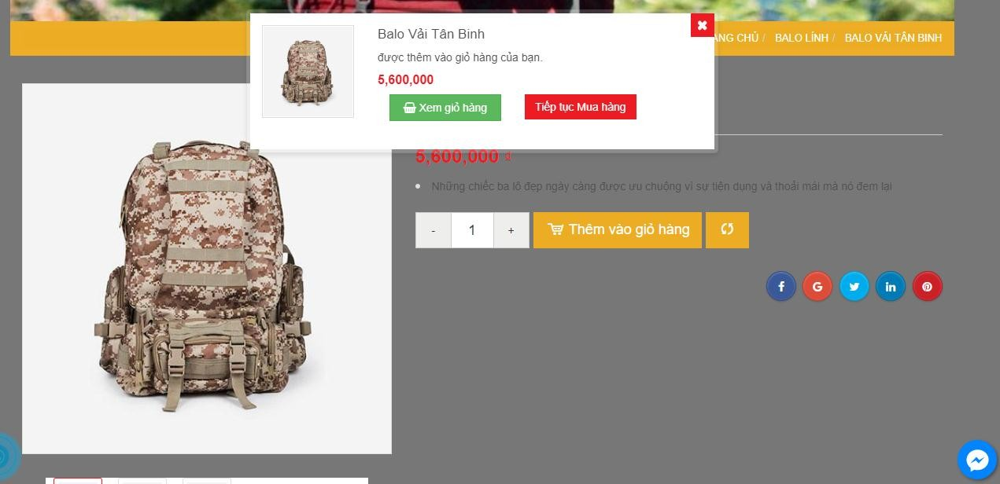 Balo Vải Tân Binh
được thêm vào giỏ hàng của bạn.
5,600,000
Xem giỏ hàng
Tiếp tục Mua hàng
CHỦ / BALO LÍNH / BALO VẢI TÂN BINH
5,600,000 đ
Những chiếc ba lô đẹp ngày càng được ưu chuộng vì sự tiên dụng và thoải mái mà nó đem lại
- 1 +
Thêm vào giỏ hàng